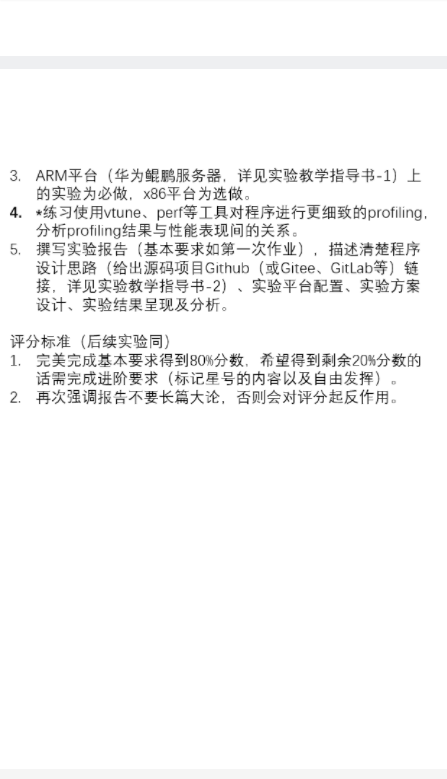 3. ARM平台（华为鲲鹏服务器，详见实验教学指导书-1）上
的实验为必做，x86平台为选做。
4. *练习使用vtune、perf等工具对程序进行更细致的profiling，
分析profiling结果与性能表现间的关系。
5. 撰写实验报告（基本要求如第一次作业），描述清楚程序
设计思路（给出源码项目Github（或Gitee、GitLab等）链
接，详见实验教学指导书-2）、实验平台配置、实验方案
设计、实验结果呈现及分析。
评分标准（后续实验同）
1. 完美完成基本要求得到80%分数，希望得到剩余20%分数的
话需完成进阶要求（标记星号的内容以及自由发挥）。
2. 再次强调报告不要长篇大论，否则会对评分起反作用。